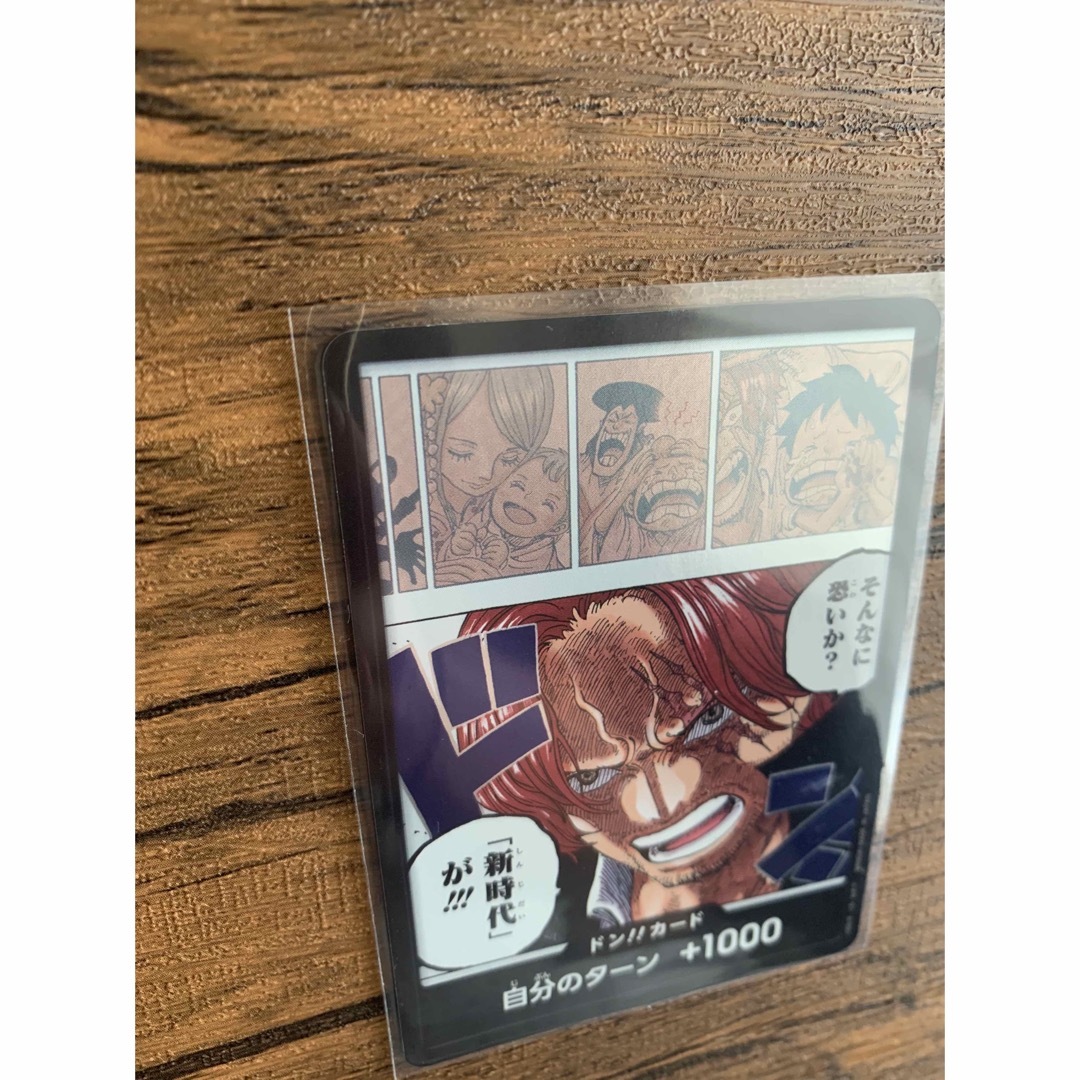 そんなに
恐いか?
「新時代」
が!!!
ドン!!カード
自分のターン +1000